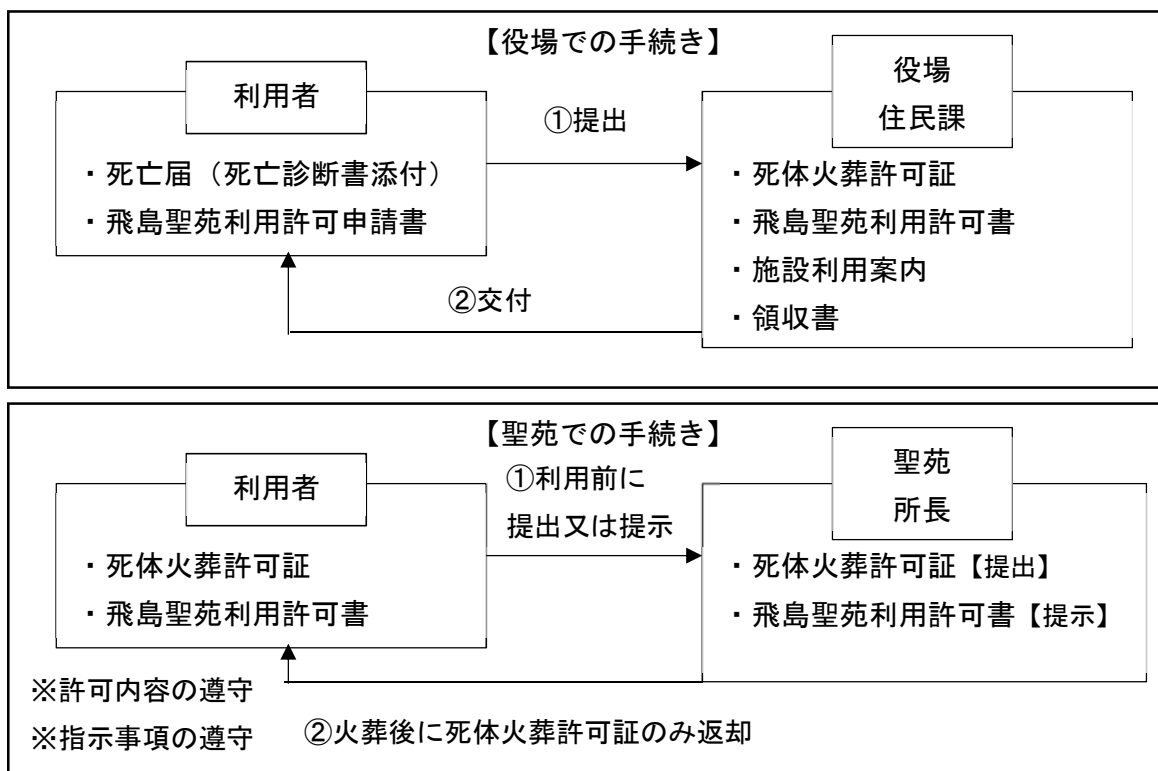 【役場での手続き】
利用者
・死亡届（死亡診断書添付）
・飛島聖苑利用許可申請書
①提出
役場
住民課
・死体火葬許可証
・飛島聖苑利用許可書
・施設利用案内
・領収書
②交付
【聖苑での手続き】
利用者
・死体火葬許可証
・飛島聖苑利用許可書
①利用前に
提出又は提示
聖苑
所長
・死体火葬許可証【提出】
・飛島聖苑利用許可書【提示】
※許可内容の遵守
※指示事項の遵守
②火葬後に死体火葬許可証のみ返却